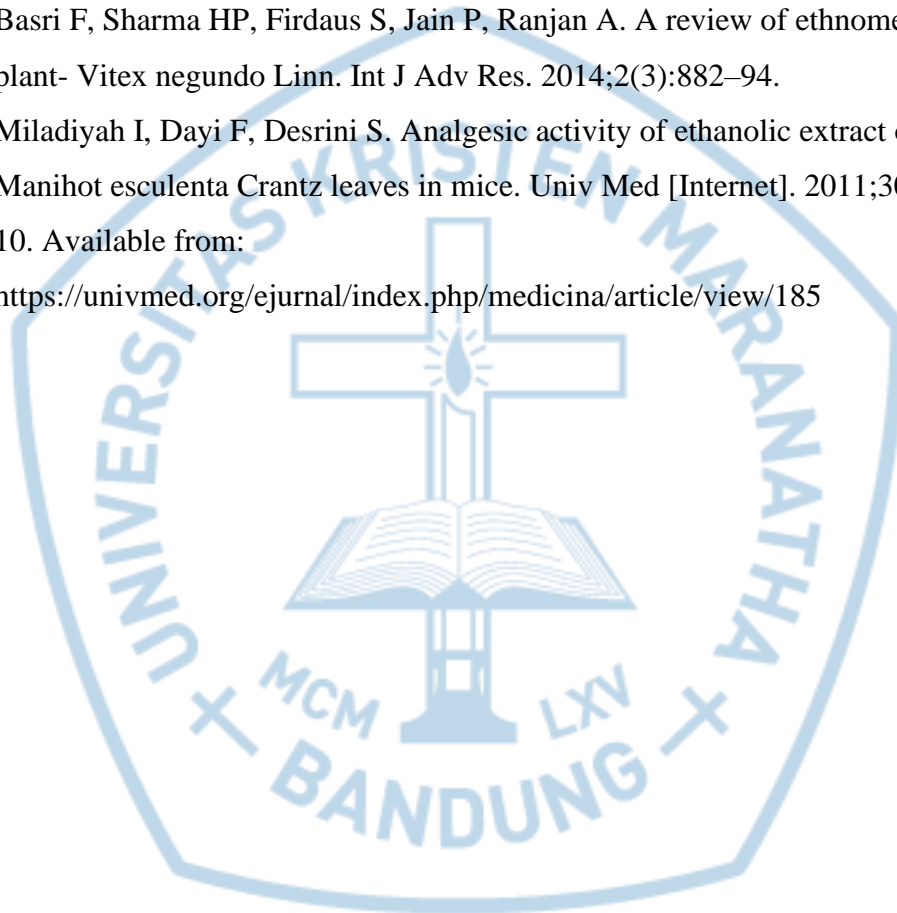 Basri F, Sharma HP, Firdaus S, Jain P, Ranjan A. A review of
plant- Vitex negundo Linn. Int J Adv Res. 2014;2(3):882–94.
Miladiyah I, Dayi F, Desrini S. Analgesic activity of ethanolic extract
Manihot esculenta Crantz leaves in mice. Univ Med [Internet]. 2011;
10. Available from:
https://univmed.org/ejurnal/index.php/medicina/article/view/185
UNIVERSITAS KRISTEN MARANATHA
MCM LXV
BANDUNG